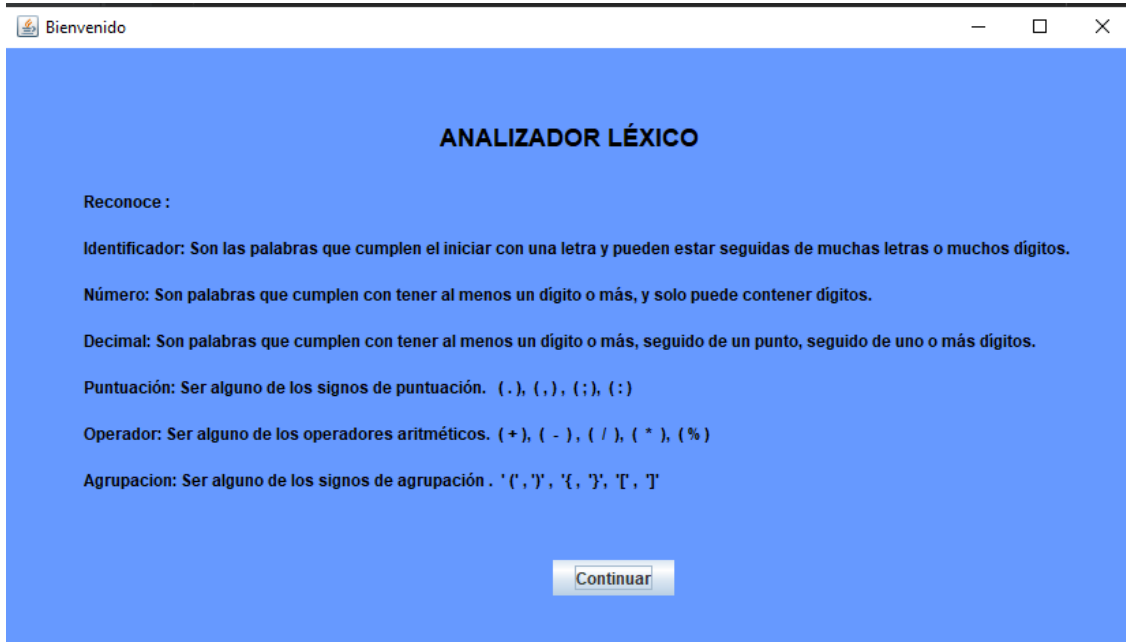 Bienvenido
ANALIZADOR LÉXICO
Reconoce :
Identificador: Son las palabras que cumplen el iniciar con una letra y pueden estar seguidas de muchas letras o muchos dígitos.
Número: Son palabras que cumplen con tener al menos un dígito o más, y solo puede contener dígitos.
Decimal: Son palabras que cumplen con tener al menos un dígito o más, seguido de un punto, seguido de uno o más dígitos.
Puntuación: Ser alguno de los signos de puntuación.  ( . ), ( , ) , ( ; ), ( : )
Operador: Ser alguno de los operadores aritméticos.  ( + ), (  -  ) , (  /  ), (  *  ), ( % )
Agrupacion: Ser alguno de los signos de agrupación .  ' (' , ')' ,  '{ ,  '}',  '[' ,  ']'
Continuar